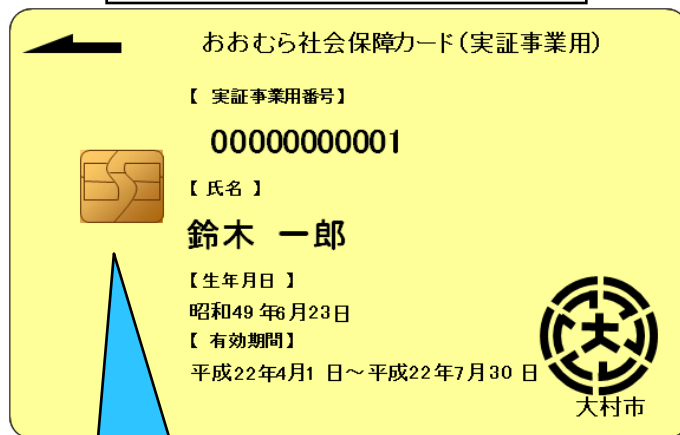 おおむら社会保障カード(実証事業用)
【 実証事業用番号】
00000000001
【 氏名 】
鈴木 一郎
【生年月日 】
昭和49 年6月23日
【 有効期間】
平成22年4月1 日～平成22年7月30 日
大村市